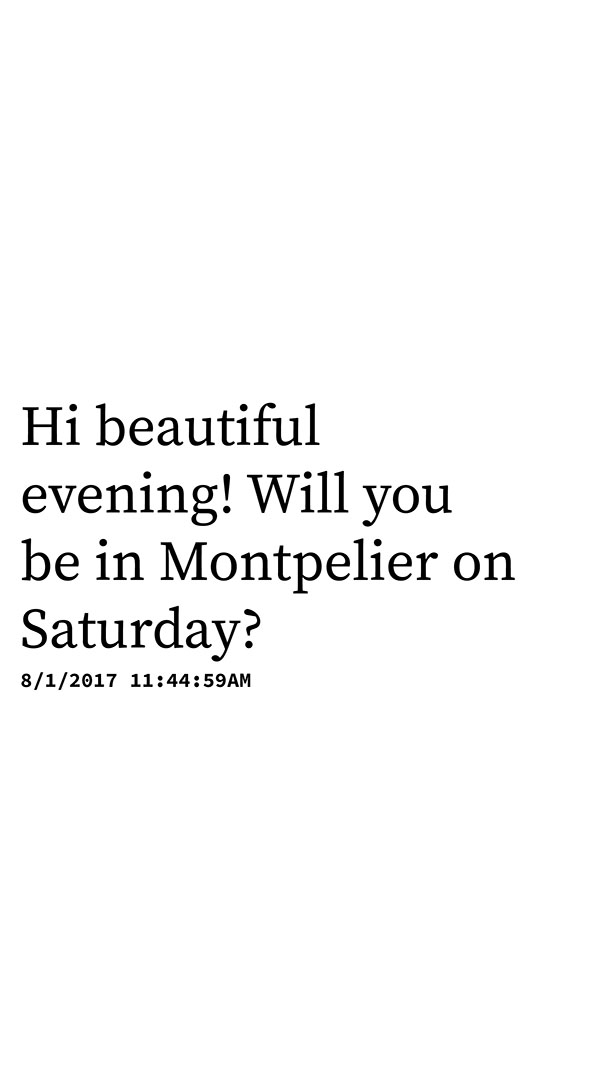 Hi beautiful
evening! Will you
be in Montpelier on
Saturday?
8/1/2017 11:44:59AM